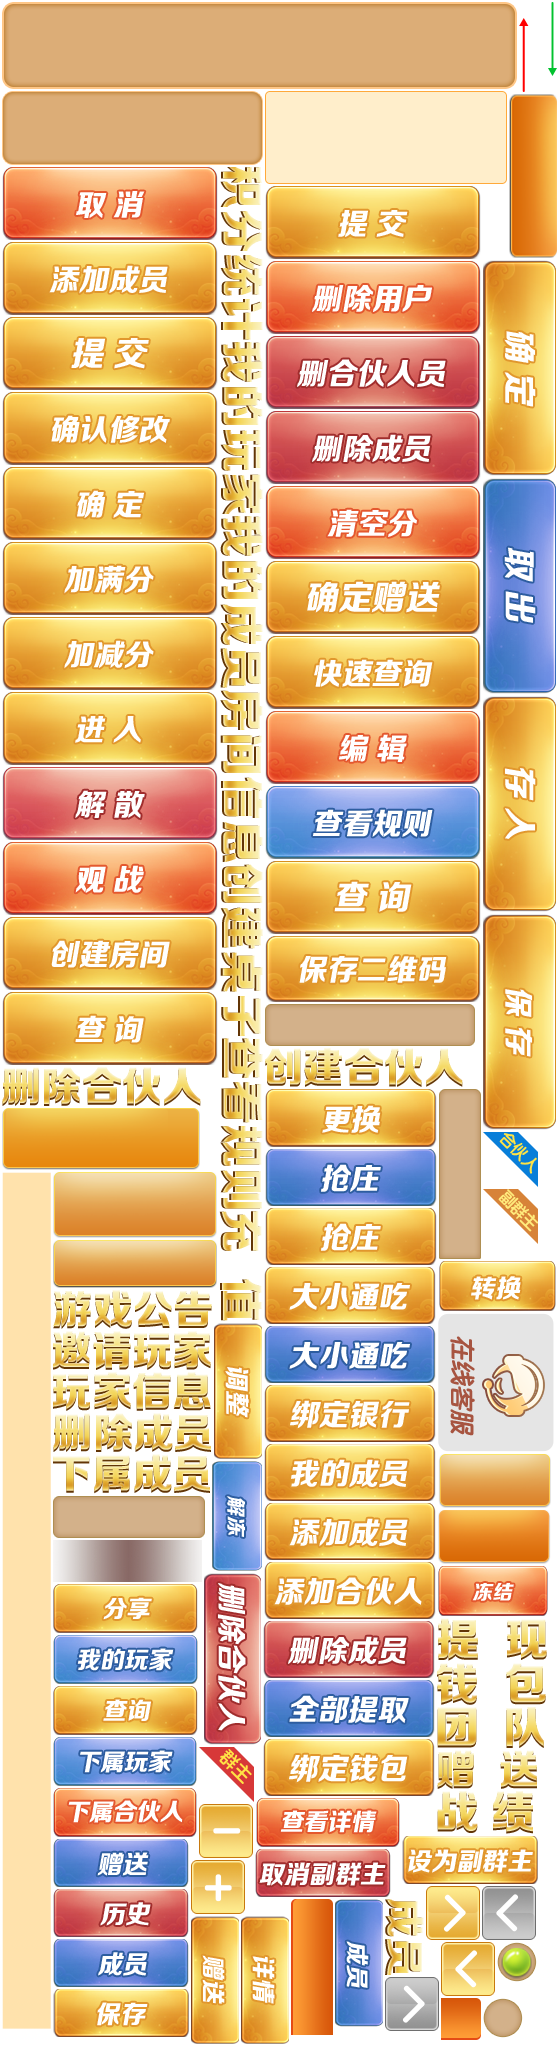 取 消
添加成员
提 交
确认修改
确 定
加满分
加减分
进 入
解 散
观 战
创建房间
查 询
删除合伙人
积分统计
我的玩家
我的成员
房间信息
创建桌子
查看规则
充 值
提 交
删除用户
删合伙人员
删除成员
清空分
确定赠送
快速查询
编 辑
查看规则
查 询
保存二维码
创建合伙人
确 定
取 出
存 入
保 存
合伙人
副群主
更换
抢庄
抢庄
大小通吃
大小通吃
绑定银行
我的成员
添加成员
添加合伙人
删除成员
全部提取
绑定钱包
转换
在线客服
冻结
提 现
钱 包
团 队
赠 送
战 绩
游戏公告
邀请玩家
玩家信息
删除成员
下属成员
调整
解冻
删除合伙人
群主
分享
我的玩家
查询
下属玩家
下属合伙人
赠送
历史
成员
保存
查看详情
取消副群主
设为副群主
赠送
详情
成员
成员